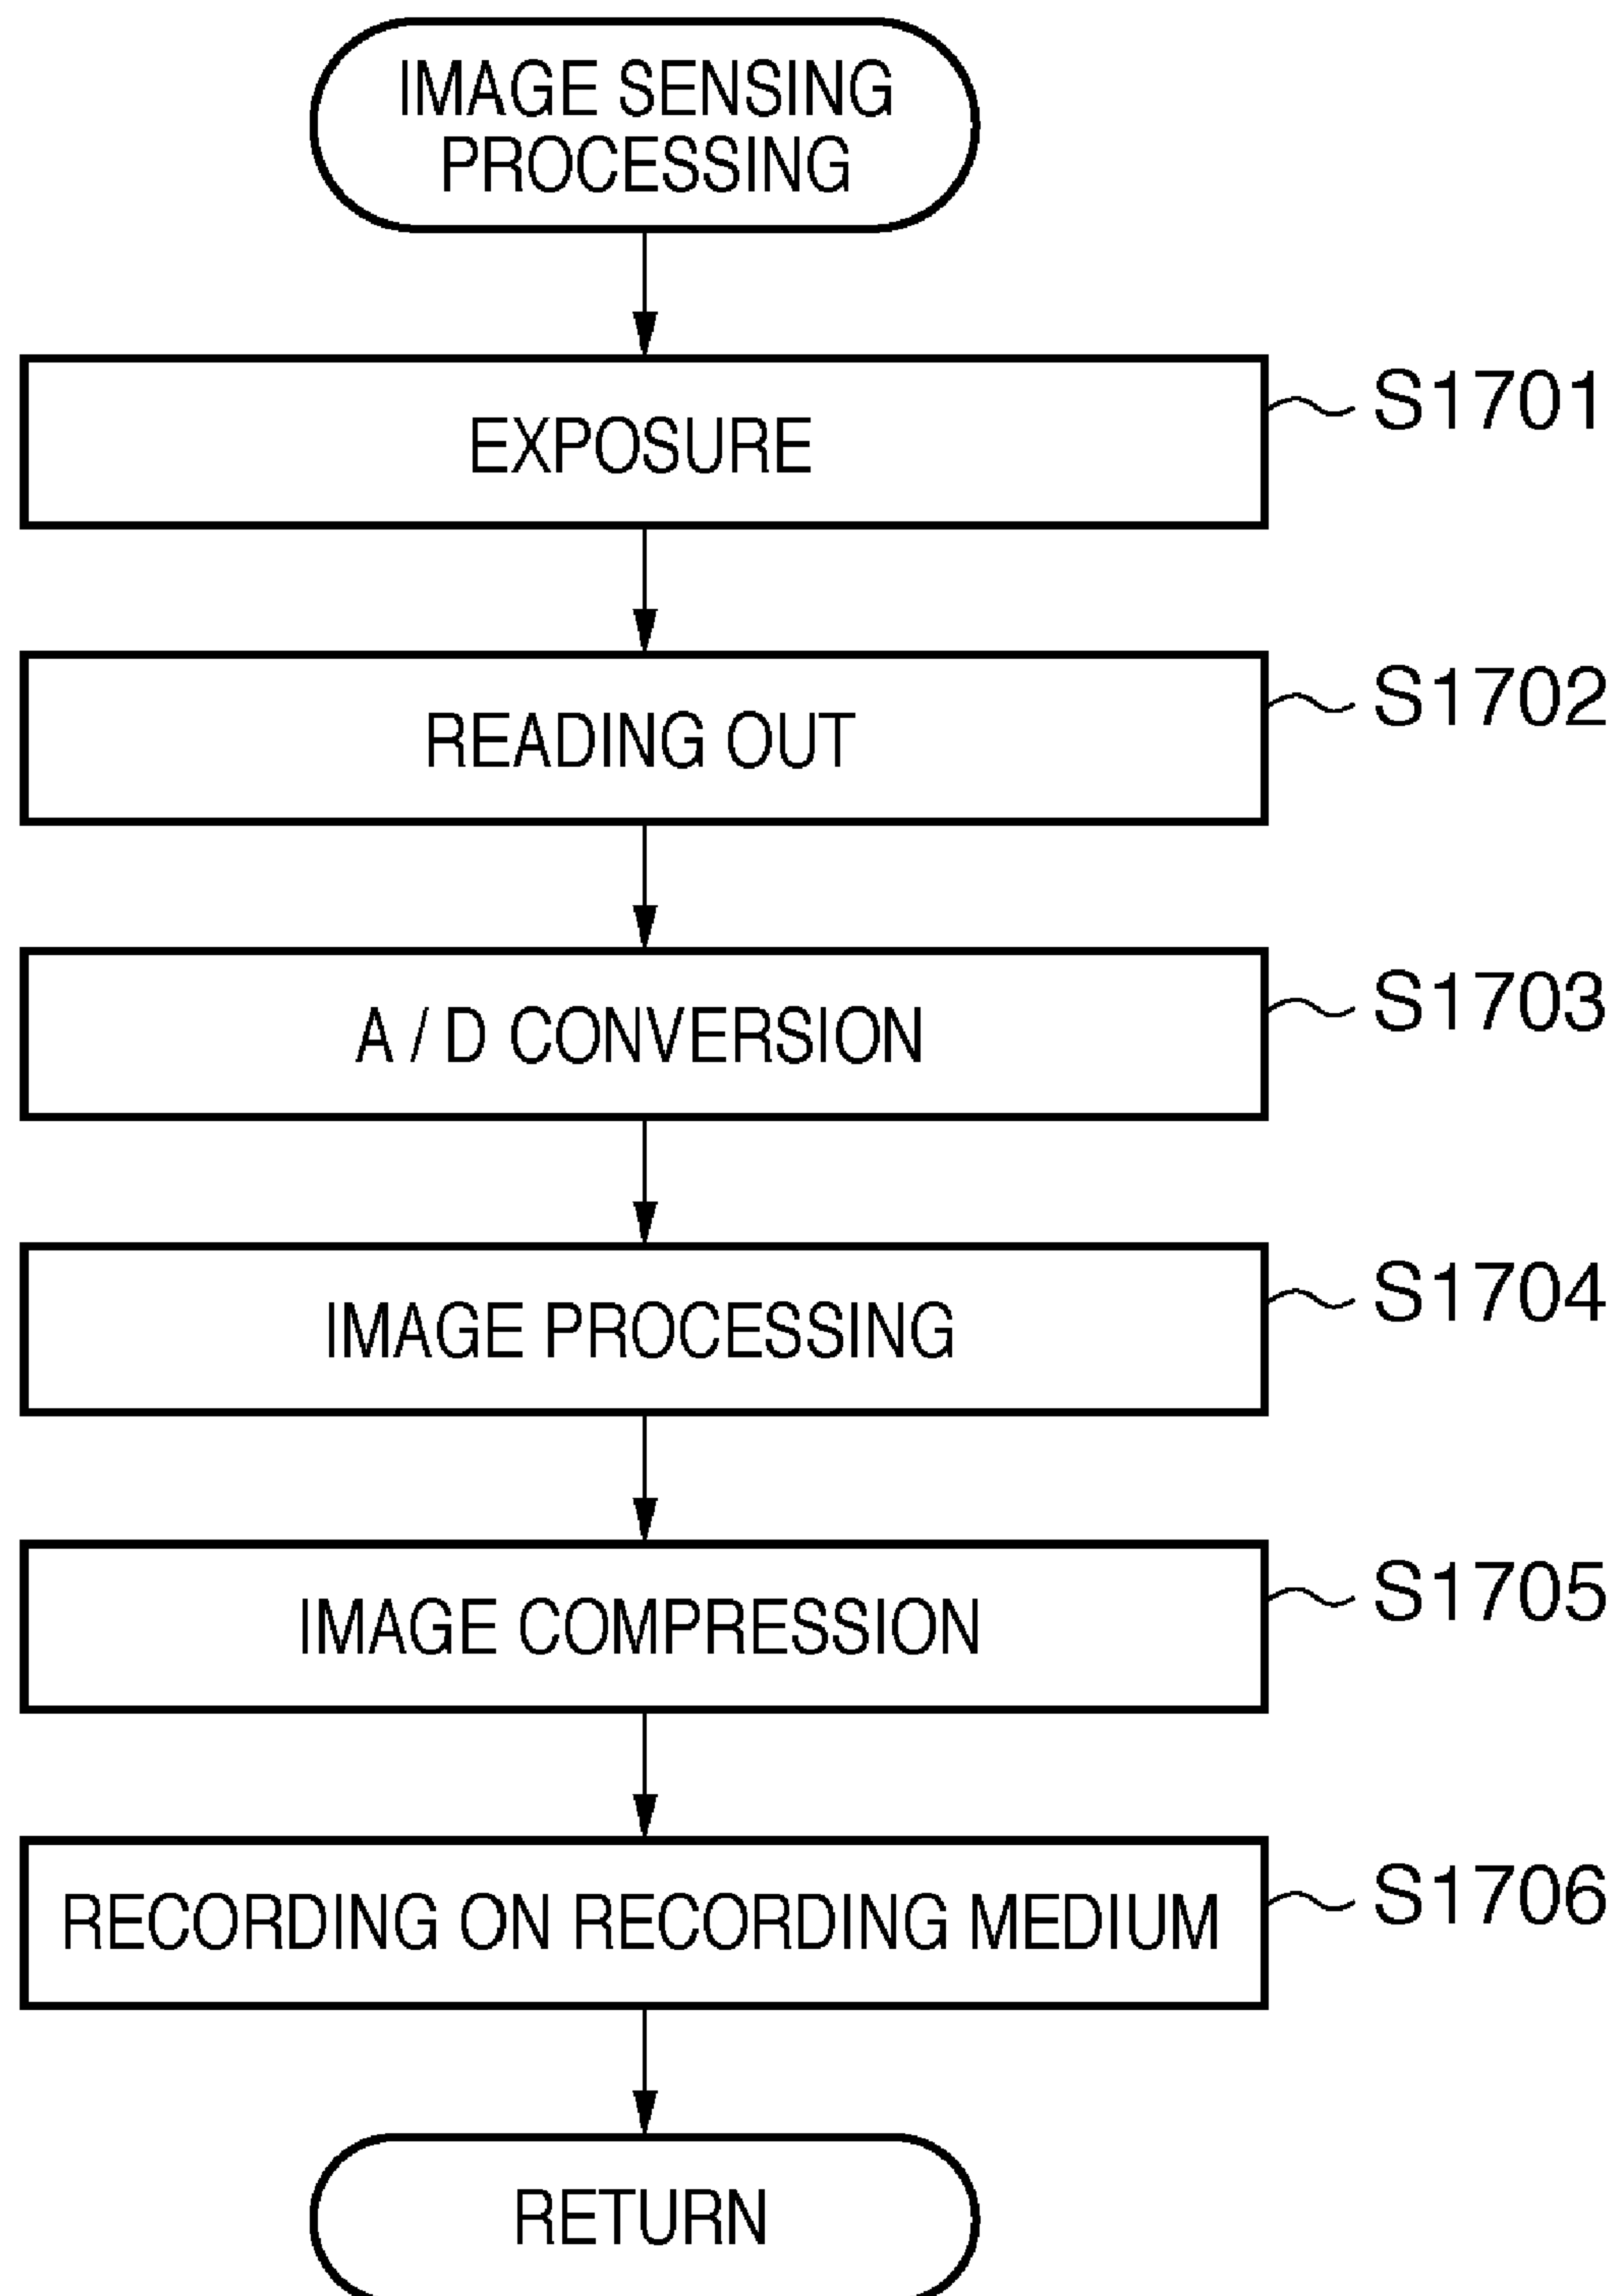 IMAGE SENSING
PROCESSING
EXPOSURE
S1701
READING OUT
S1702
A / D CONVERSION
S1703
IMAGE PROCESSING
S1704
IMAGE COMPRESSION
S1705
RECORDING ON RECORDING MEDIUM
S1706
RETURN